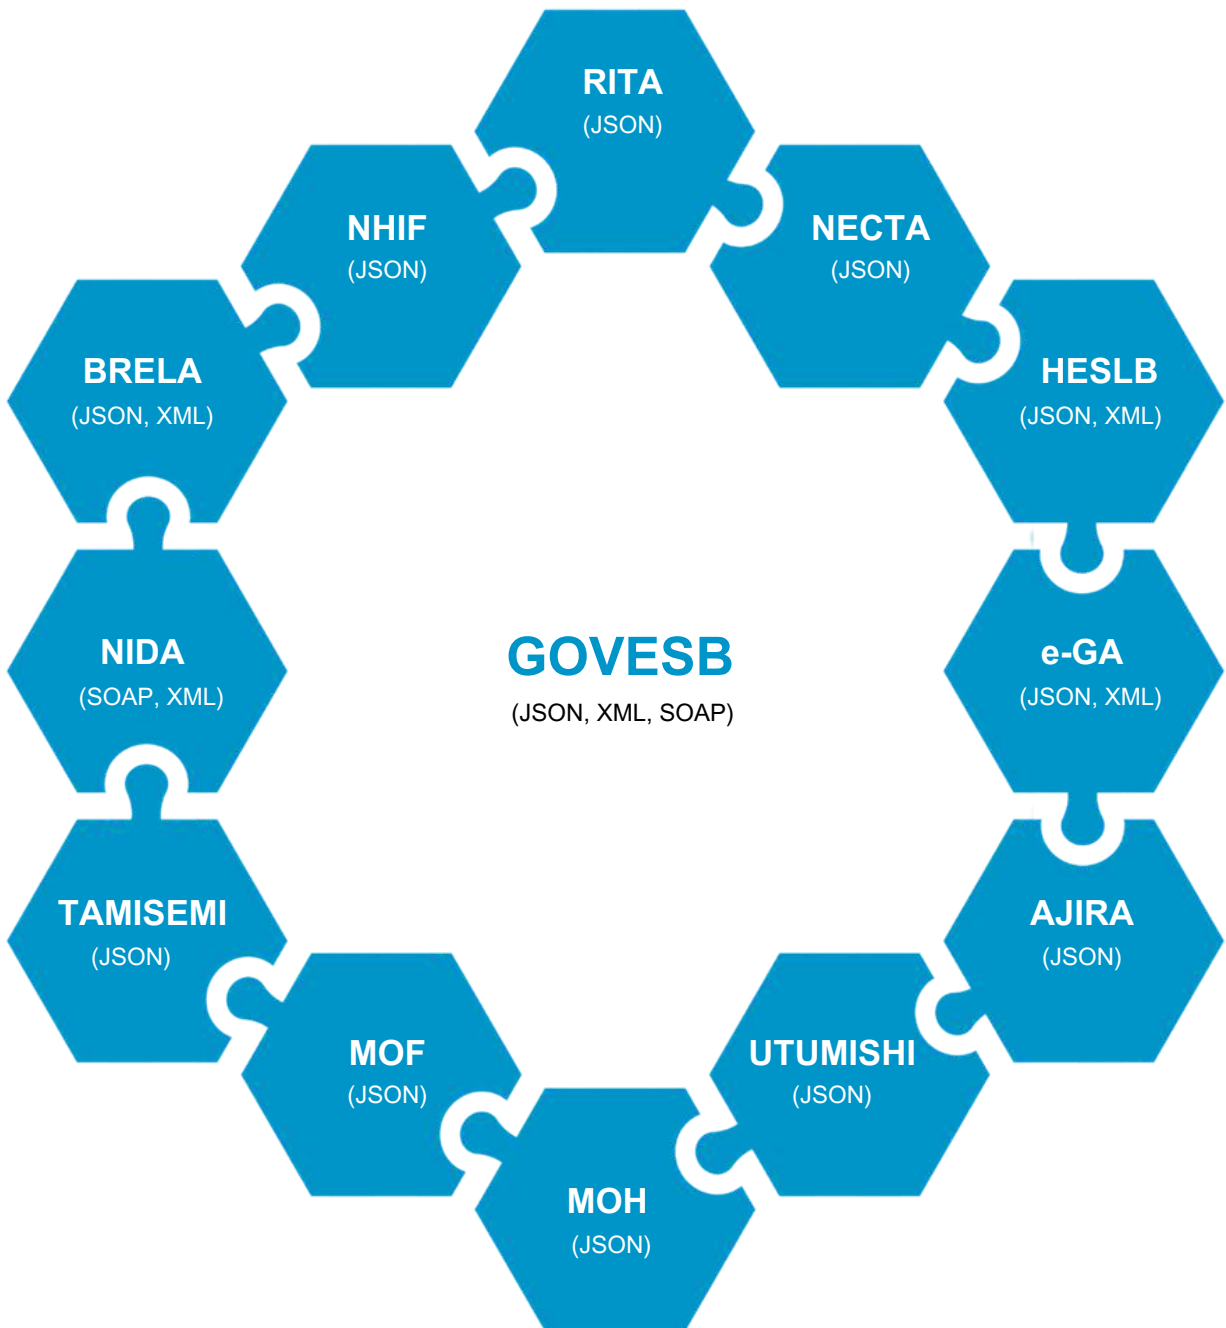 RITA
(JSON)
NHIF
(JSON)
NECTA
(JSON)
BRELA
(JSON, XML)
HESLB
(JSON, XML)
NIDA
(SOAP, XML)
GOVESB
(JSON, XML, SOAP)
e-GA
(JSON, XML)
TAMISEMI
(JSON)
AJIRA
(JSON)
MOF
(JSON)
UTUMISHI
(JSON)
MOH
(JSON)